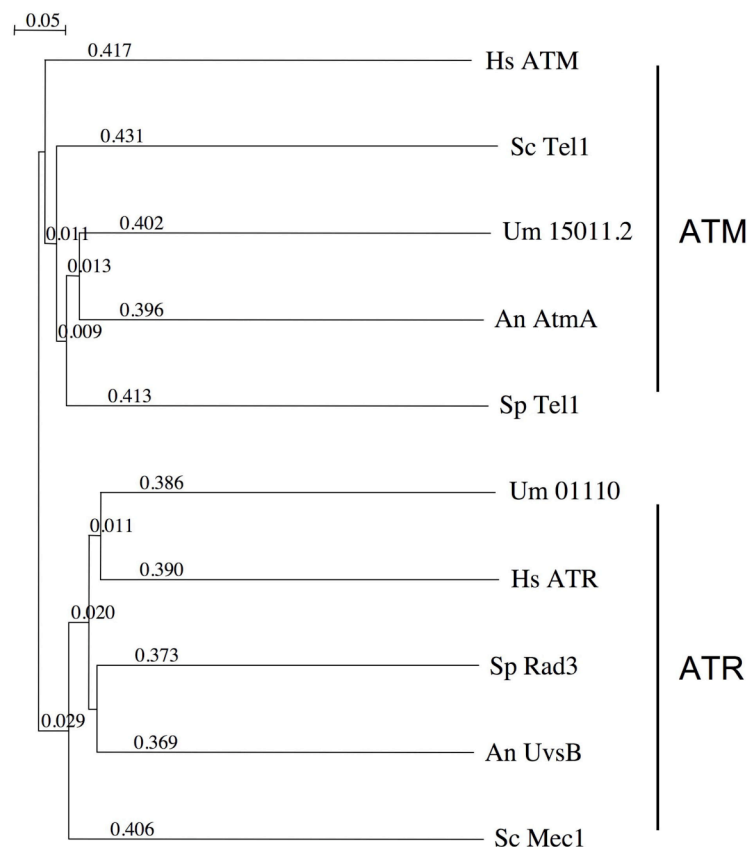 0.05
0.417
Hs ATM
0.431
Sc Tel1
0.402
0.011
Um 15011.2
ATM
0.013
0.396
An AtmA
0.009
0.413
Sp Tel1
0.386
Um 01110
0.011
0.390
Hs ATR
0.020
0.373
Sp Rad3
ATR
0.029
0.369
An UvsB
0.406
Sc Mec1